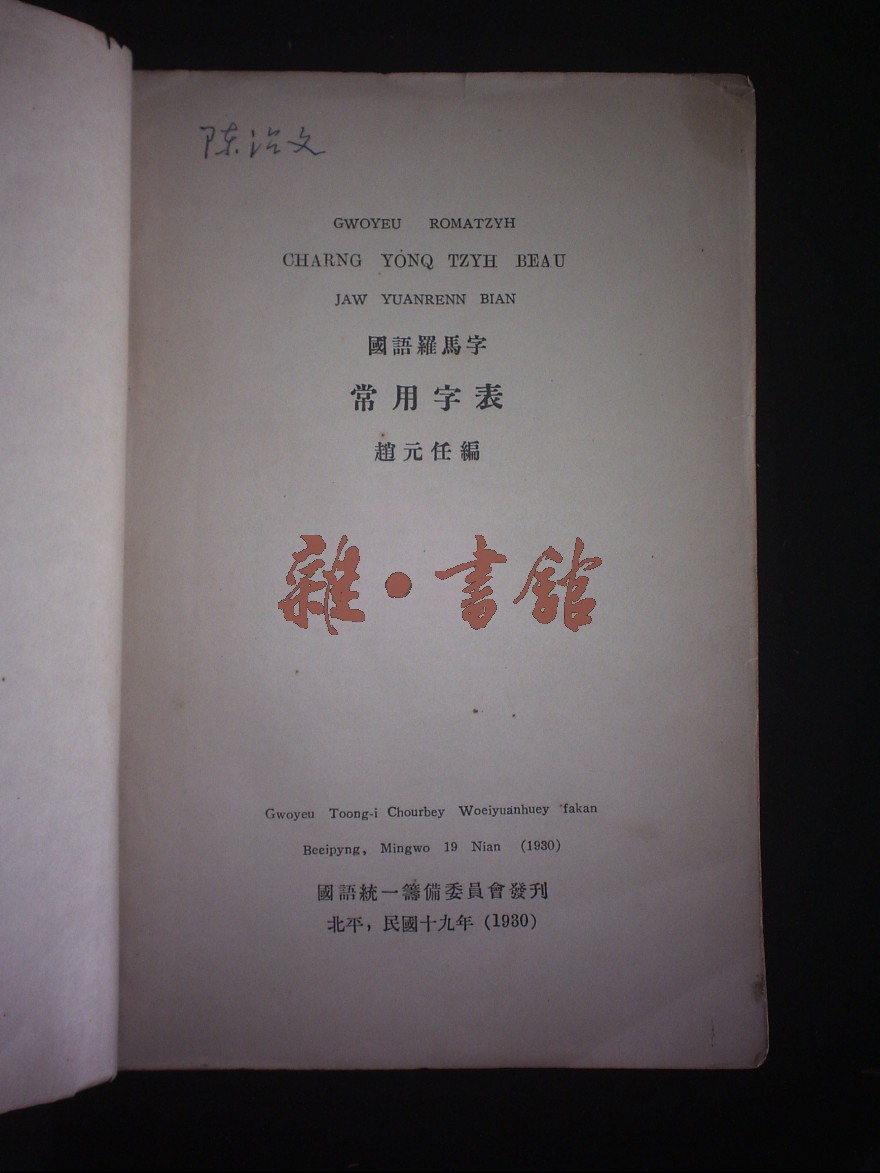 陈治文
GWOYEU ROMATZYH
CHARNG YONQ TZYH BEAU
JAW YUANRENN BIAN
國語羅馬字
常用字表
趙元任編
雜·書館
Gwoyeu Toong-i Chourbey Woeiyuanhuey fakan
Beeipyng, Mingwo 19 Nian (1930)
國語統一籌備委員會發刋
北平, 民國十九年 (1930)